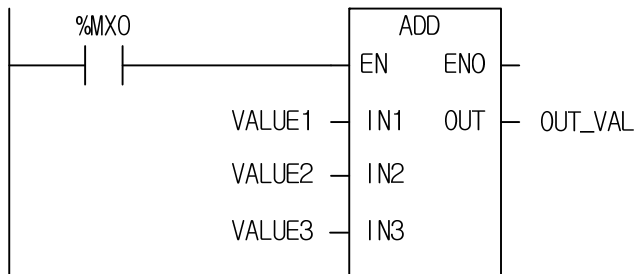 %MX0
ADD
EN ENO
VALUE1 IN1 OUT OUT_VAL
VALUE2 IN2
VALUE3 IN3